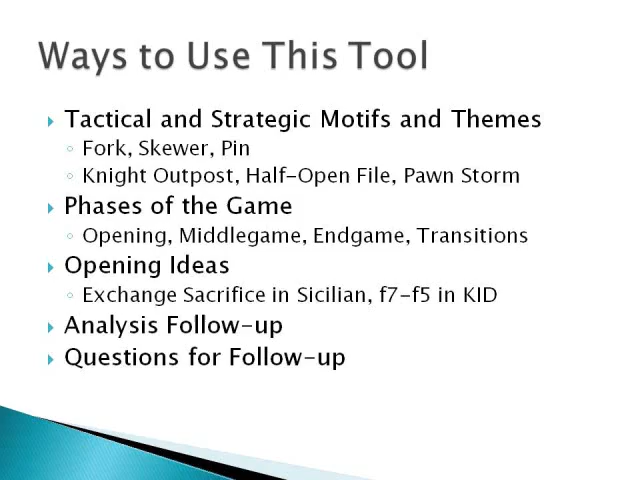 Ways to Use This Tool
Tactical and Strategic Motifs and Themes
Fork, Skewer, Pin
Knight Outpost, Half-Open File, Pawn Storm
Phases of the Game
Opening, Middlegame, Endgame, Transitions
Opening Ideas
Exchange Sacrifice in Sicilian, f7-f5 in KID
Analysis Follow-up
Questions for Follow-up